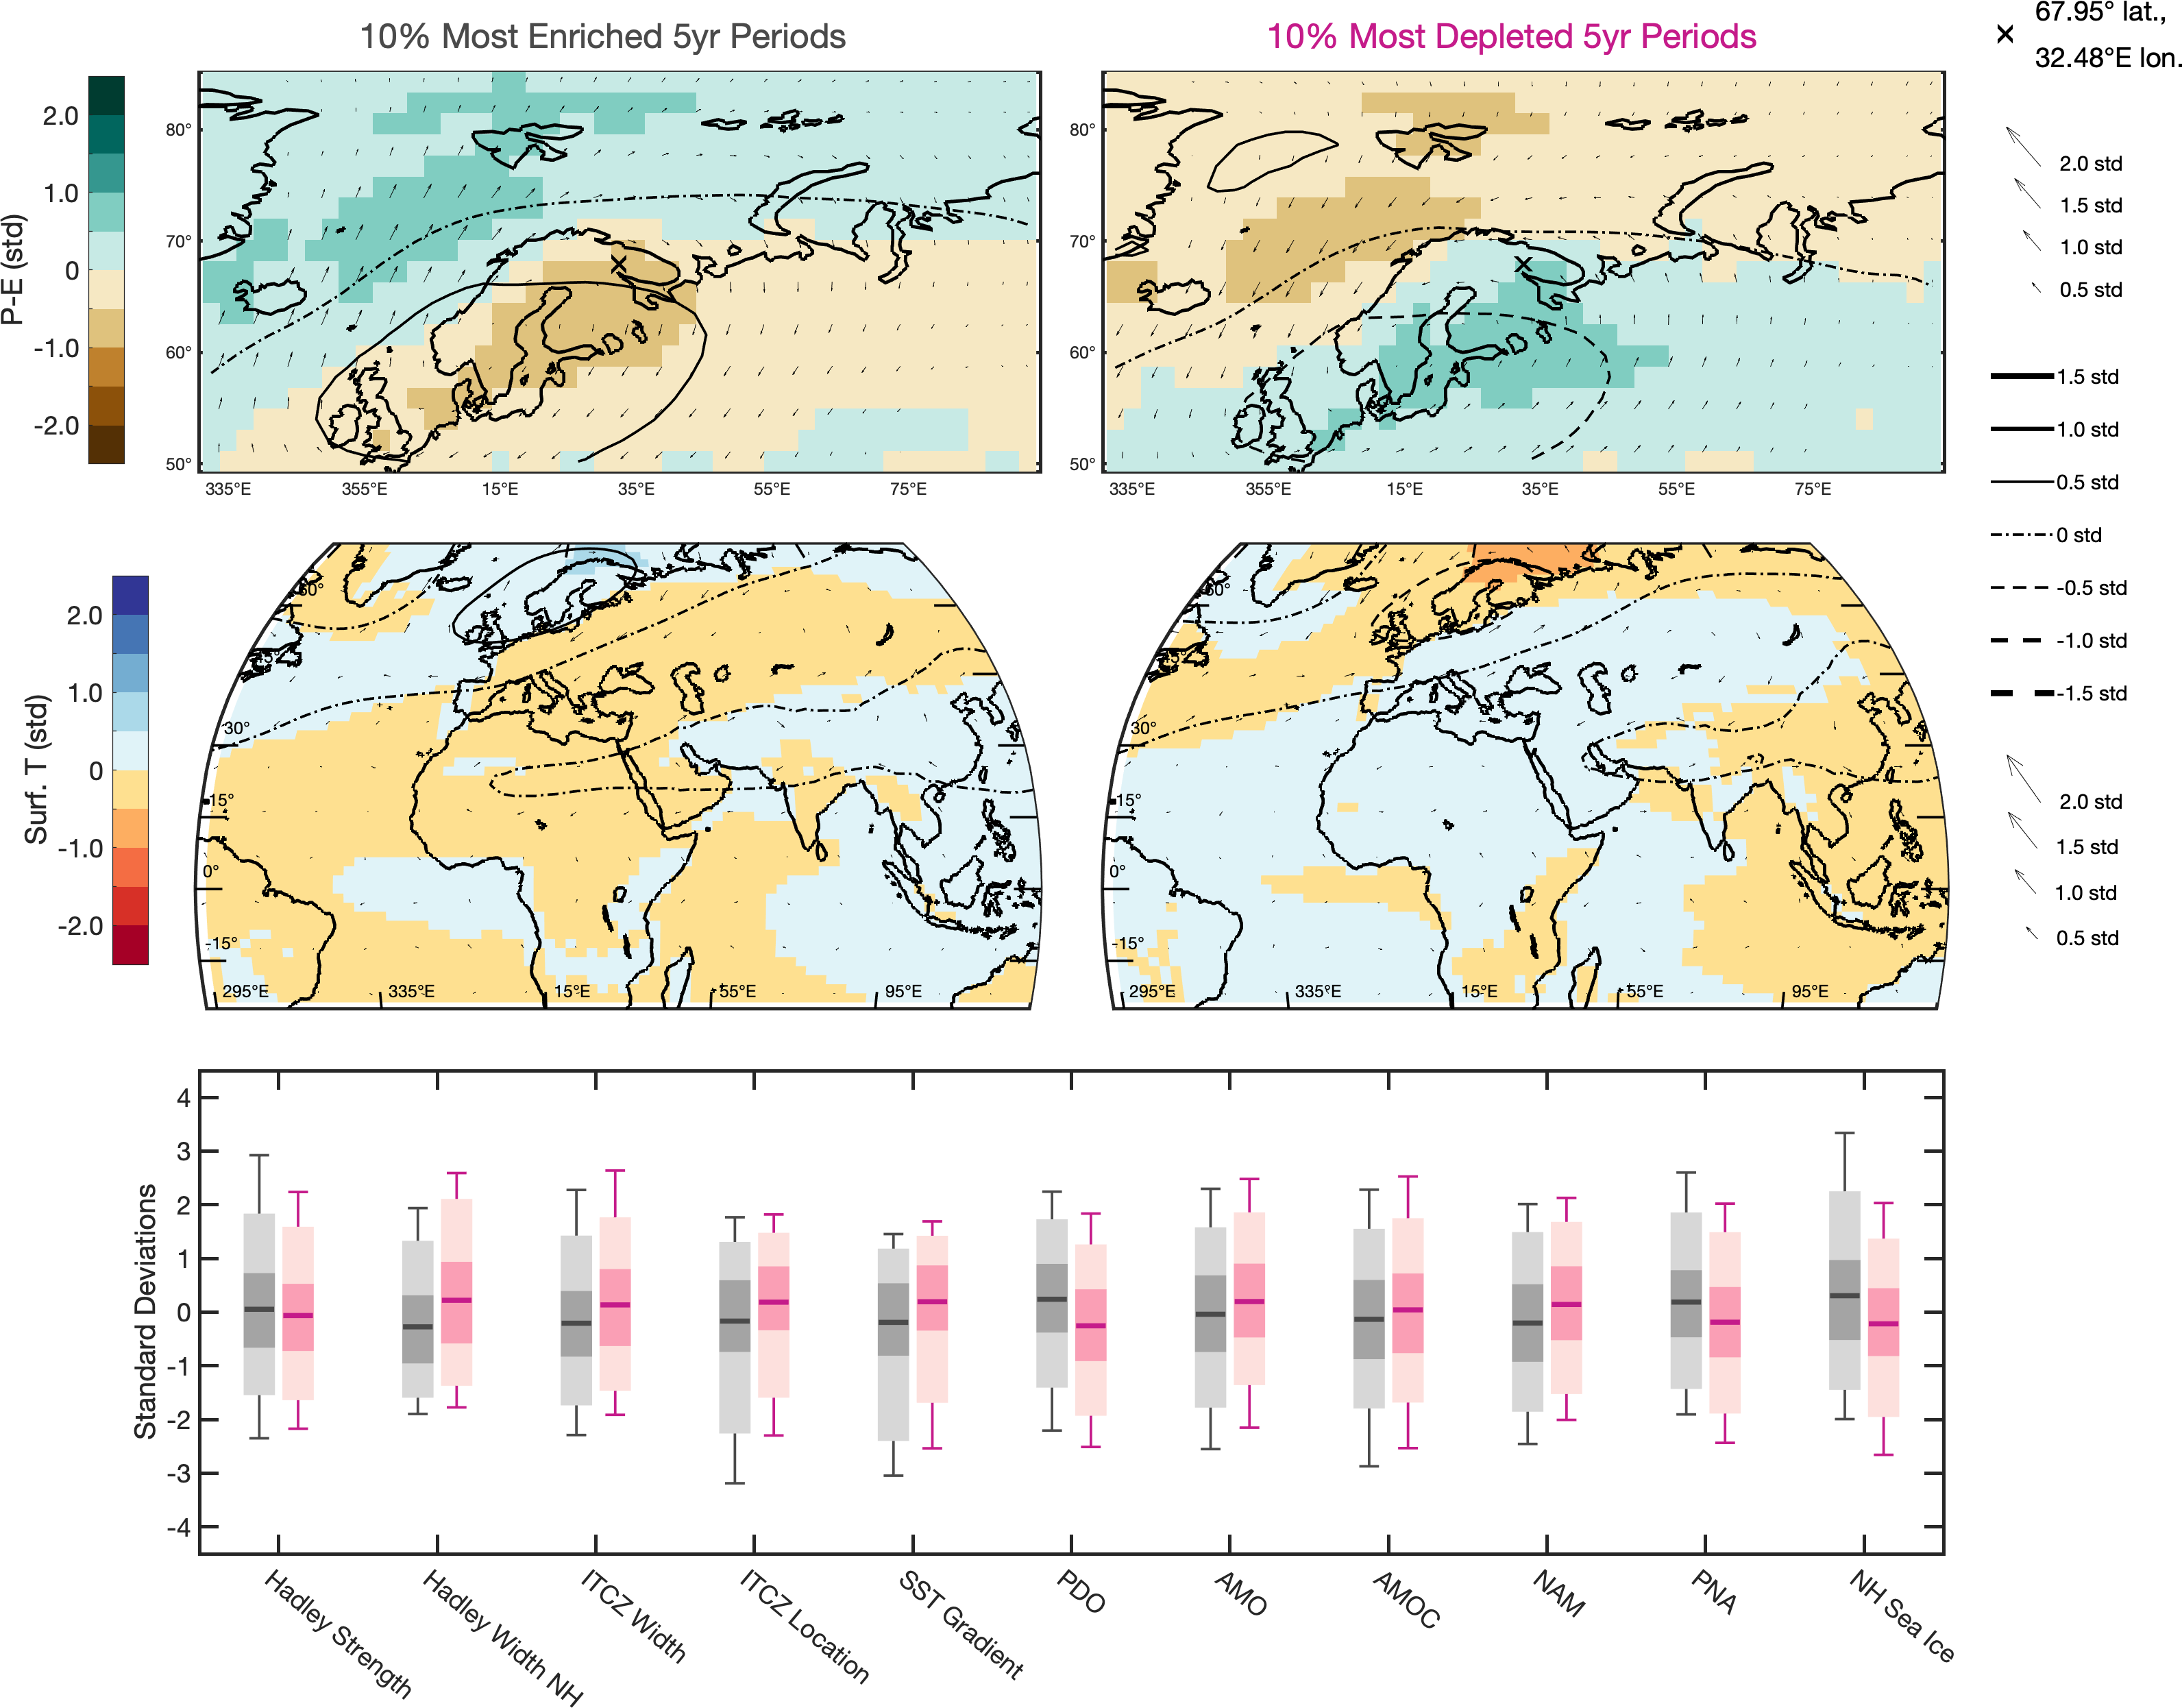 10% Most Enriched 5yr Periods
10% Most Depleted 5yr Periods
67.95° lat.,
32.48°E lon.
P-E (std)
2.0
1.0
0
-1.0
-2.0
80°
70°
60°
50°
335°E 355°E 15°E 35°E 55°E 75°E
80°
70°
60°
50°
335°E 355°E 15°E 35°E 55°E 75°E
2.0 std
1.5 std
1.0 std
0.5 std
1.5 std
1.0 std
0.5 std
0 std
-0.5 std
-1.0 std
-1.5 std
Surf. T (std)
2.0
1.0
0
-1.0
-2.0
30°
15°
0°
-15°
295°E 335°E 15°E 55°E 95°E
30°
15°
0°
-15°
295°E 335°E 15°E 55°E 95°E
2.0 std
1.5 std
1.0 std
0.5 std
Standard Deviations
4
3
2
1
0
-1
-2
-3
-4
Hadley Strength
Hadley Width NH
ITCZ Width
ITCZ Location
SST Gradient
PDO
AMO
AMOC
NAM
PNA
NH Sea Ice